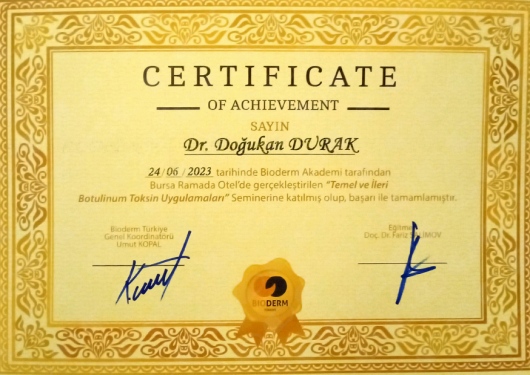 CERTIFICATE
OF ACHIEVEMENT
SAYIN
Dr. Doğukan DURAK
24/06/2023 tarihinde Bioderm Akademi tarafından
Bursa Ramada Otel'de gerçekleştirilen "Temel ve İleri
Botulinum Toksin Uygulamaları" Seminerine katılmış olup, başarı ile tamamlamıştır.
Bioderm Türkiye
Genel Koordinatörü
Umut KOPAL
Doç. Dr.
BIODERM